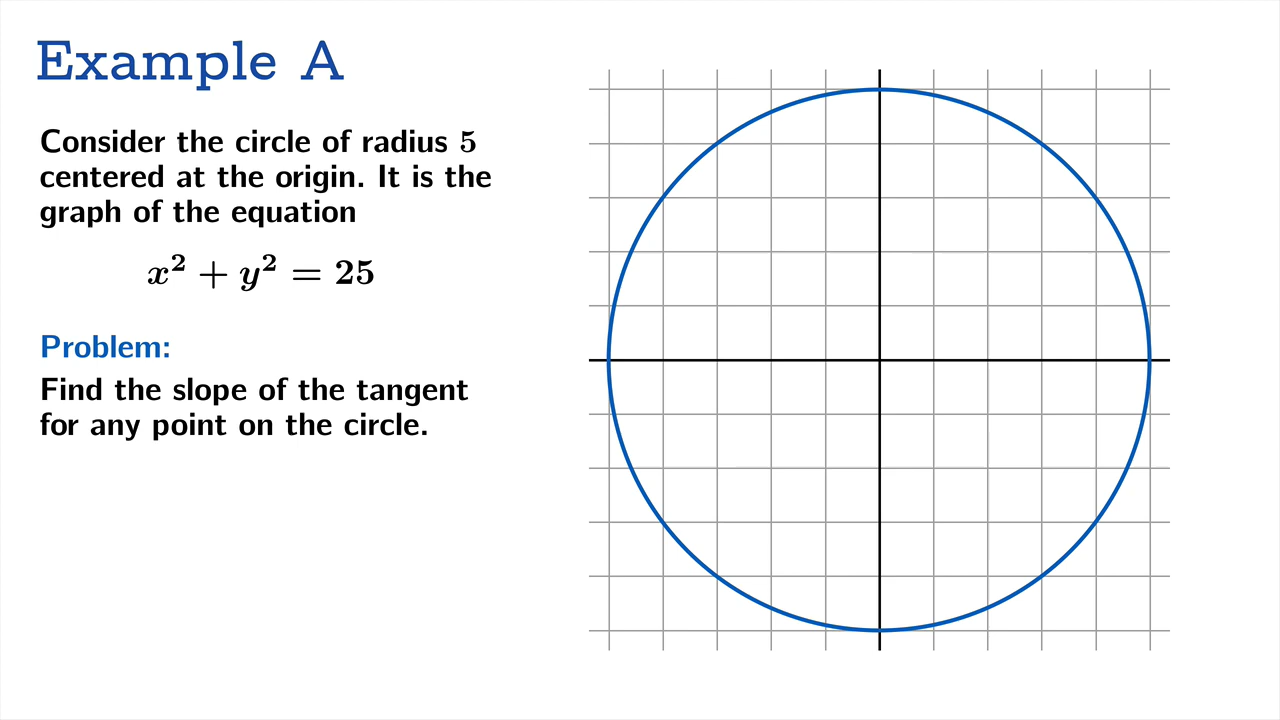 Example A
Consider the circle of radius 5
centered at the origin. It is the
graph of the equation
x² + y² = 25
Problem:
Find the slope of the tangent
for any point on the circle.